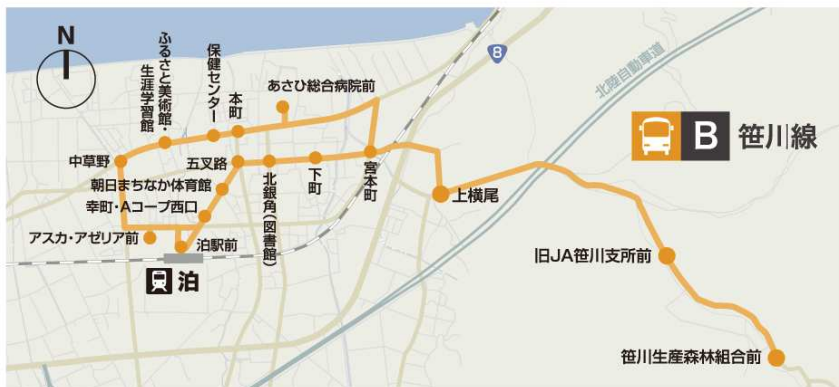 N
8
北陸自動車道
B 笹川線
ふるさと美術館・
生涯学習館
保健センター
本町
あさひ総合病院前
中草野
五叉路
朝日まちなか体育館
幸町・Aコープ西口
アスカ・アゼリア前
泊駅前
北銀角(図書館)
下町
宮本町
上横尾
泊
旧JA笹川支所前
笹川生産森林組合前